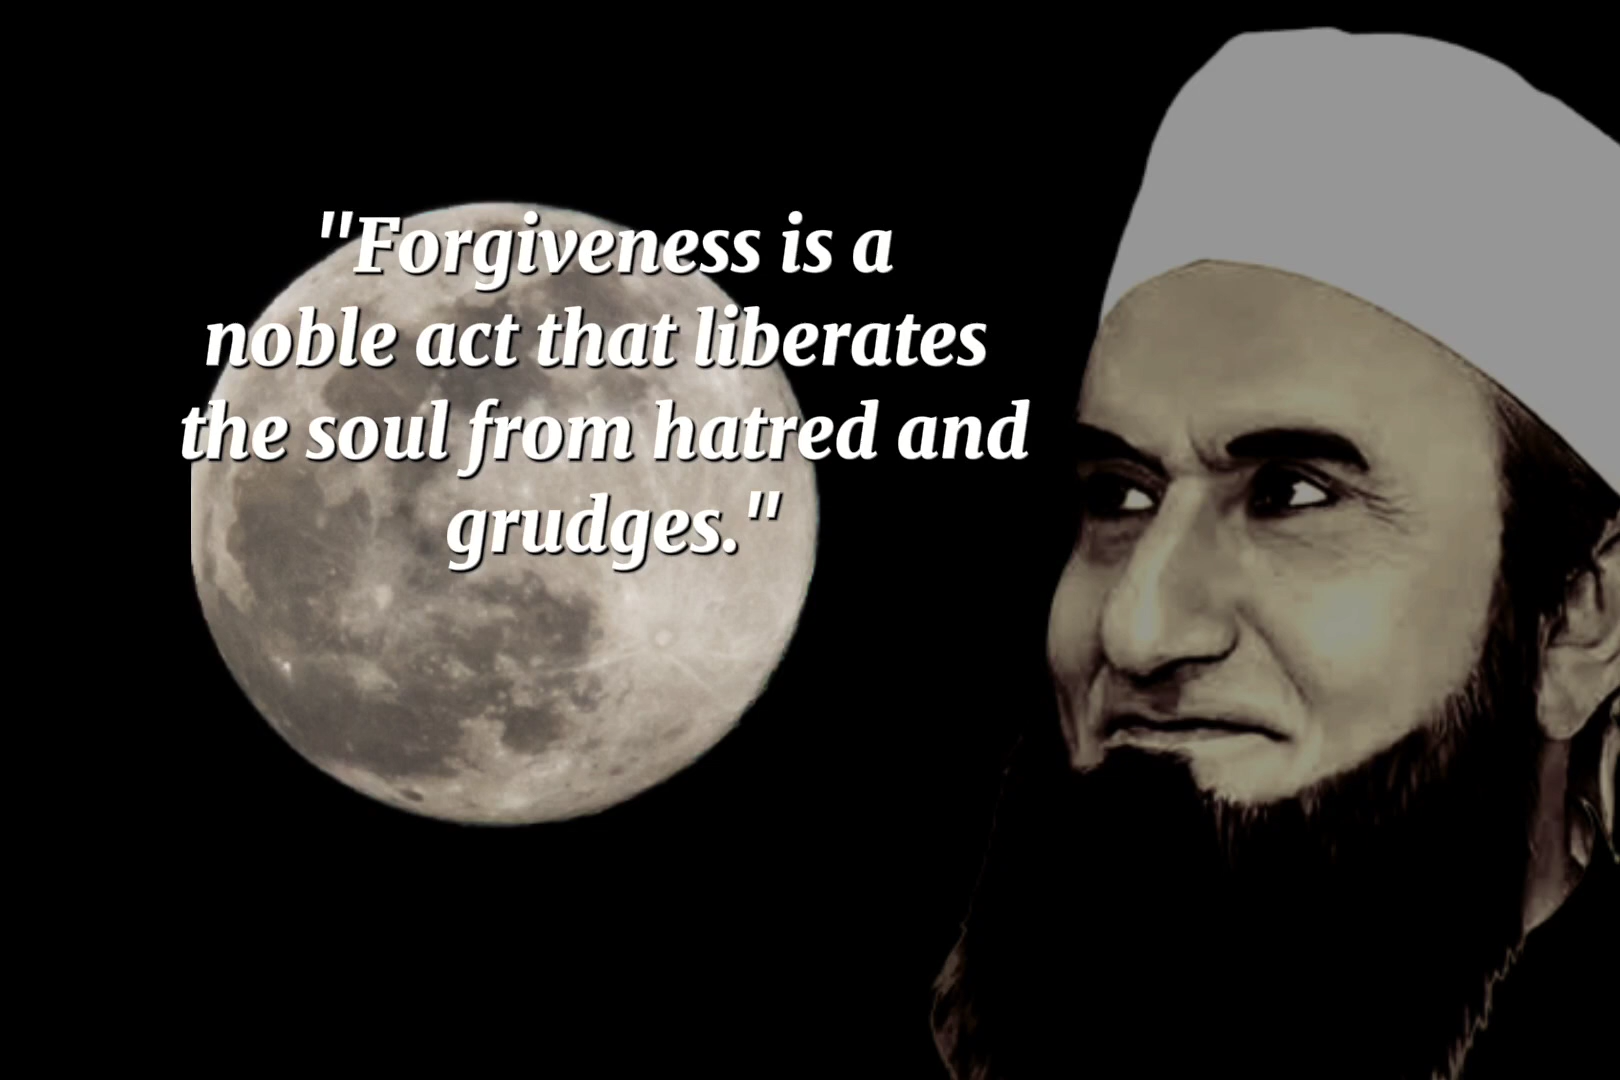 "Forgiveness is a
noble act that liberates
the soul from hatred and
grudges."